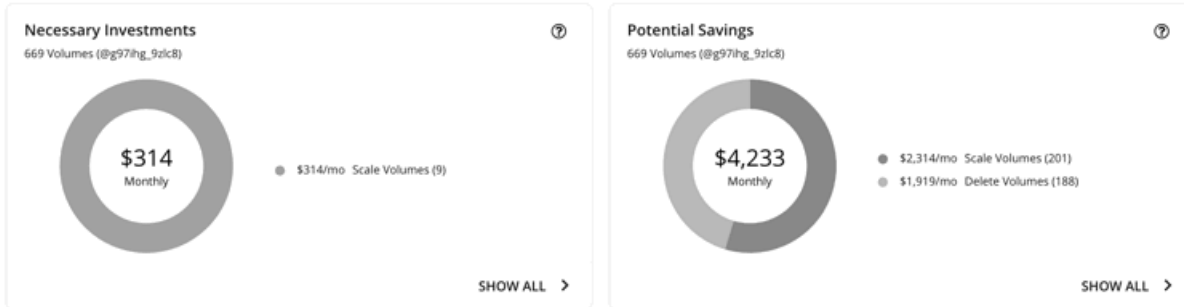 Necessary Investments
669 Volumes (@g97ihg_9zlc8)
$314
Monthly
$314/mo Scale Volumes (9)
SHOW ALL
Potential Savings
669 Volumes (@g97ihg_9zlc8)
$4,233
Monthly
$2,314/mo Scale Volumes (201)
$1,919/mo Delete Volumes (188)
SHOW ALL